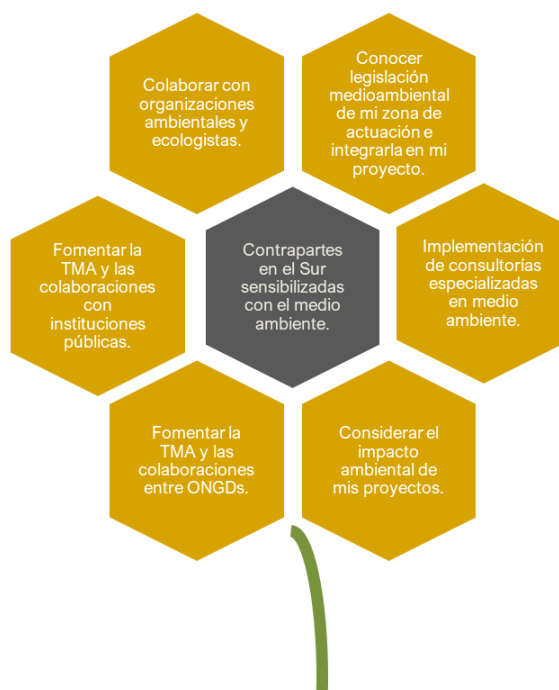 Colaborar con
organizaciones
ambientales y
ecologistas.
Conocer
legislación
medioambiental
de mi zona de
actuación e
integrarla en mi
proyecto.
Fomentar la
TMA y las
colaboraciones
con
instituciones
públicas.
Contrapartes
en el Sur
sensibilizadas
con el medio
ambiente.
Implementación
de consultorías
especializadas
en medio
ambiente.
Fomentar la
TMA y las
colaboraciones
entre ONGDs.
Considerar el
impacto
ambiental de
mis proyectos.